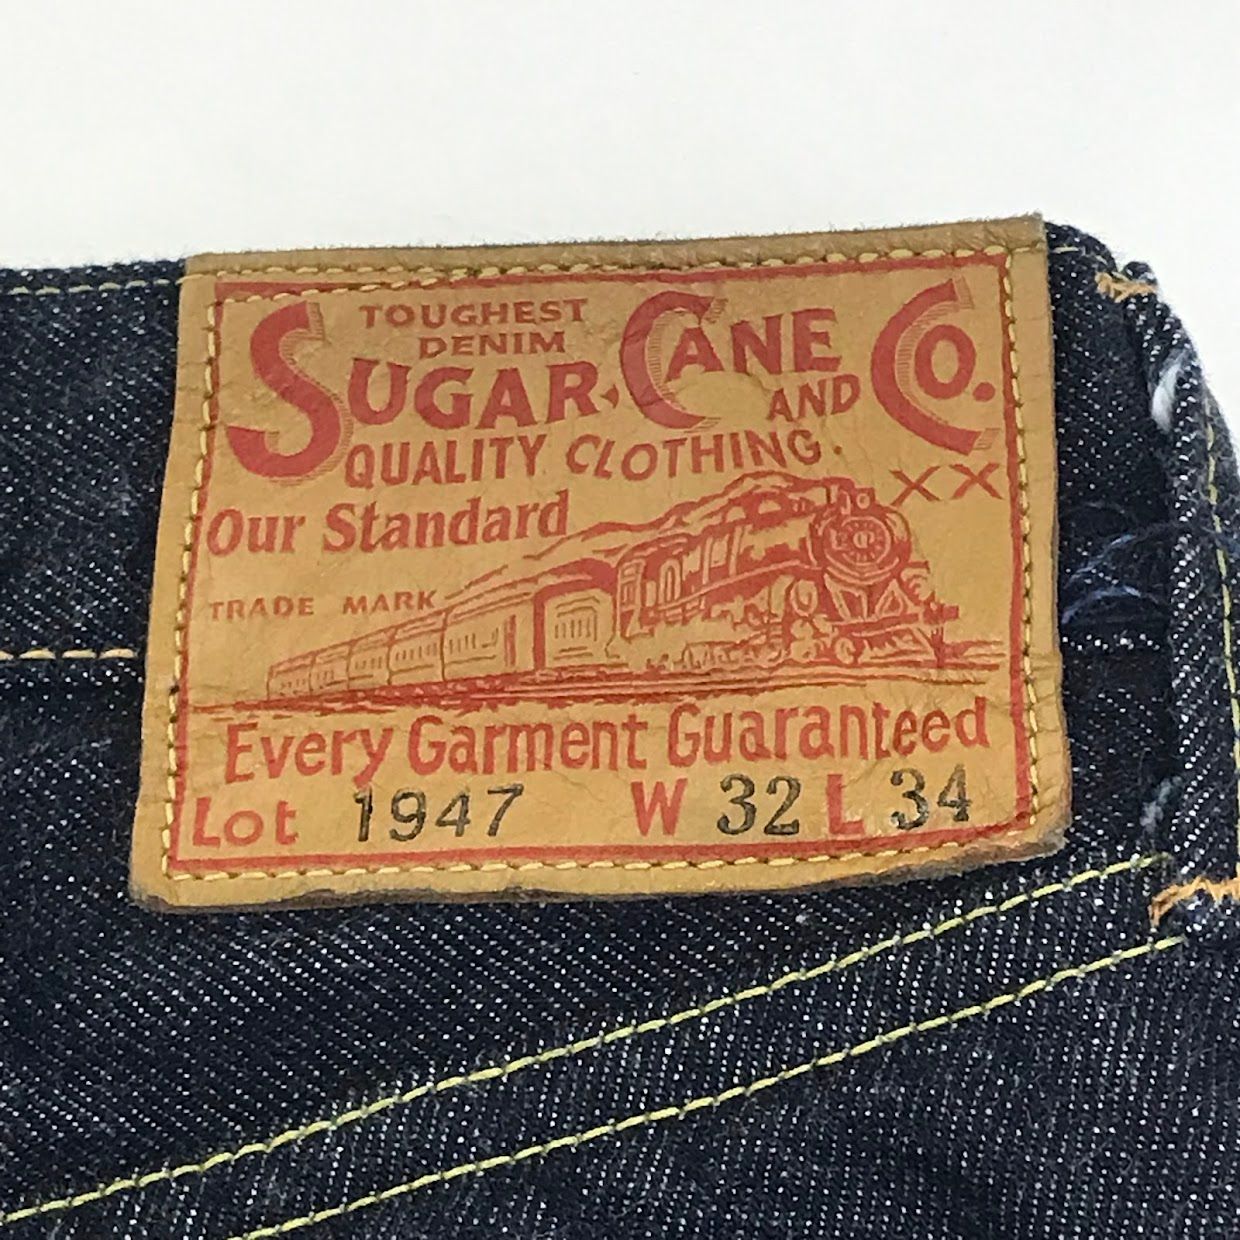 TOUGHEST
DENIM
SUGAR CANE Co.
AND
QUALITY CLOTHING.
XX
Our Standard
TRADE MARK
Every Garment Guaranteed
Lot 1947 W 32 L 34